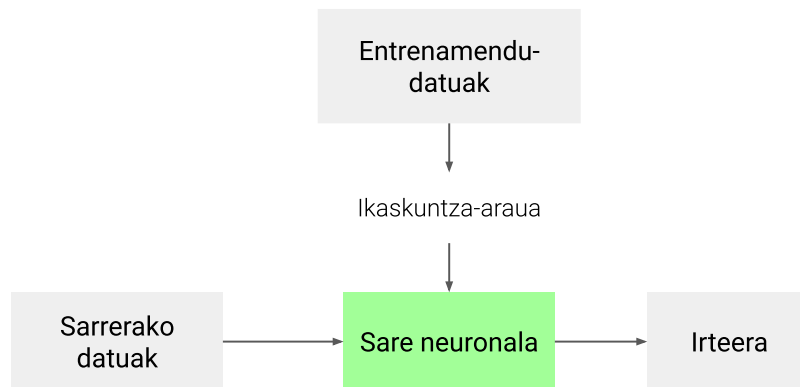 Entrenamendu-
datuak
Ikaskuntza-araua
Sarrerako
datuak
Sare neuronala
Irteera